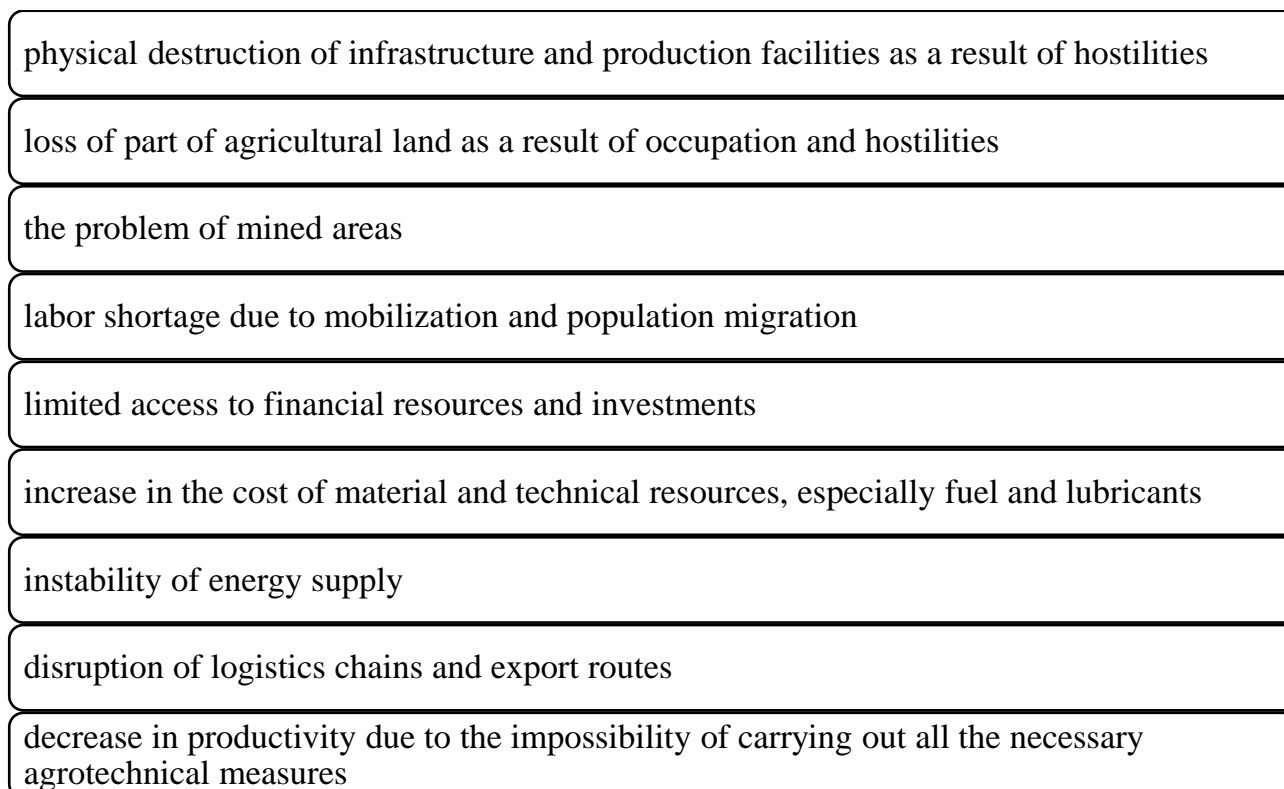 physical destruction of infrastructure and production facilities as a result of hostilities
loss of part of agricultural land as a result of occupation and hostilities
the problem of mined areas
labor shortage due to mobilization and population migration
limited access to financial resources and investments
increase in the cost of material and technical resources, especially fuel and lubricants
instability of energy supply
disruption of logistics chains and export routes
decrease in productivity due to the impossibility of carrying out all the necessary
agrotechnical measures